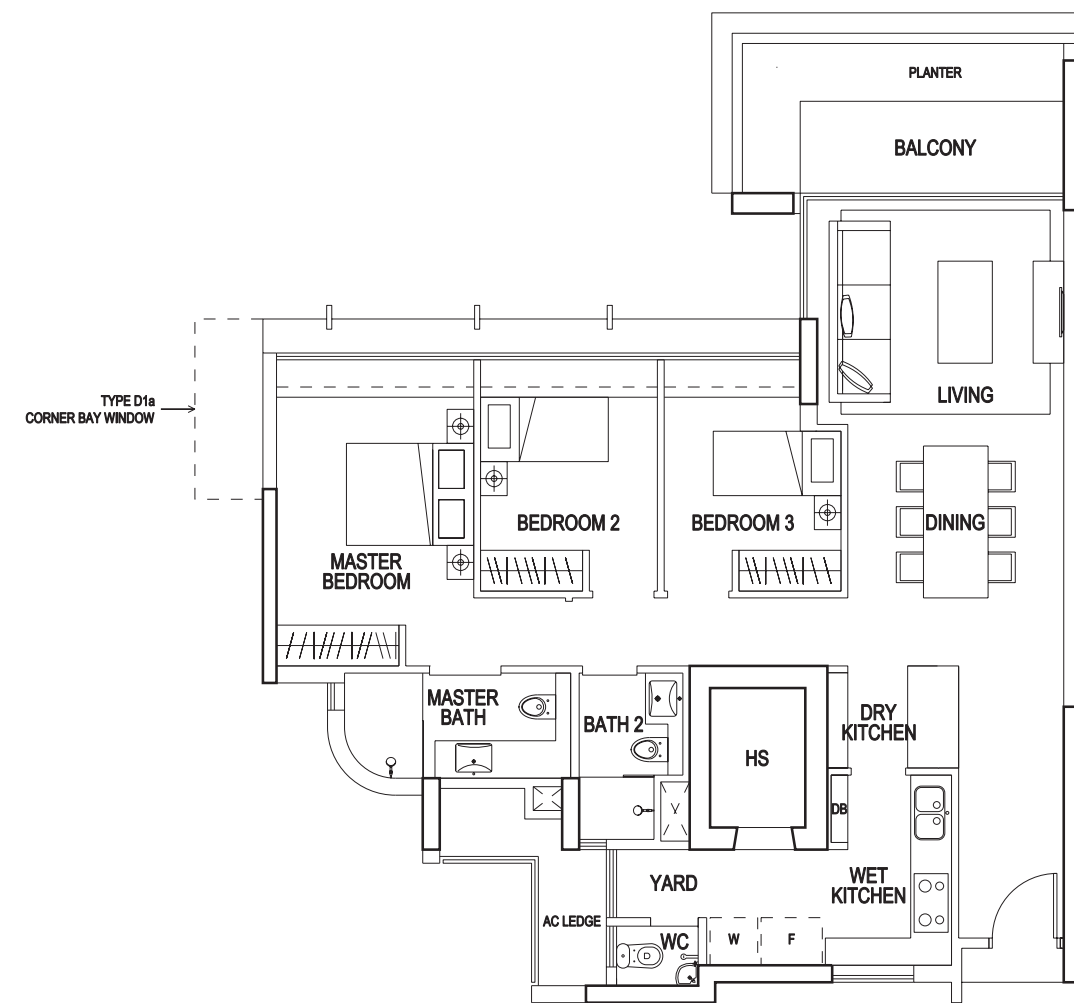 PLANTER
BALCONY
LIVING
TYPE D1a
CORNER BAY WINDOW
BEDROOM 2
BEDROOM 3
DINING
MASTER
BEDROOM
MASTER
BATH
BATH 2
HS
DRY
KITCHEN
DB
YARD
WET
KITCHEN
AC LEDGE
WC
W
F